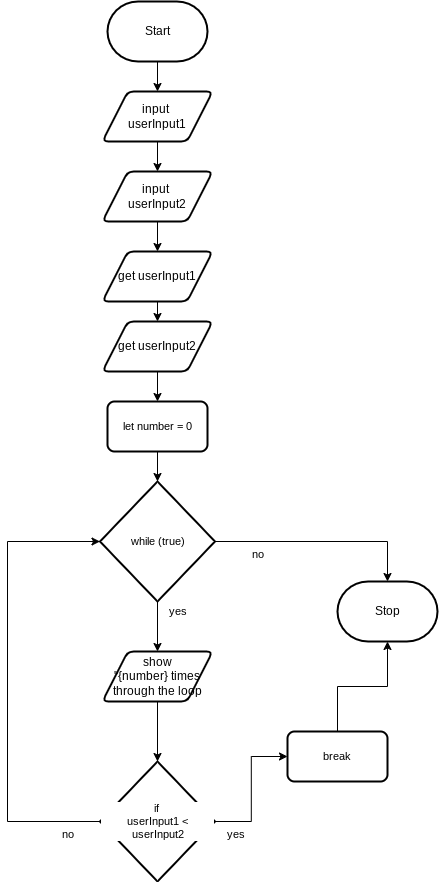 Start
input
userInput1
input
userInput2
get userInput1
get userInput2
let number = 0
while (true)
no
yes
Stop
show
"{number} times
through the loop
break
if
userInput1 <
userInput2
no
yes